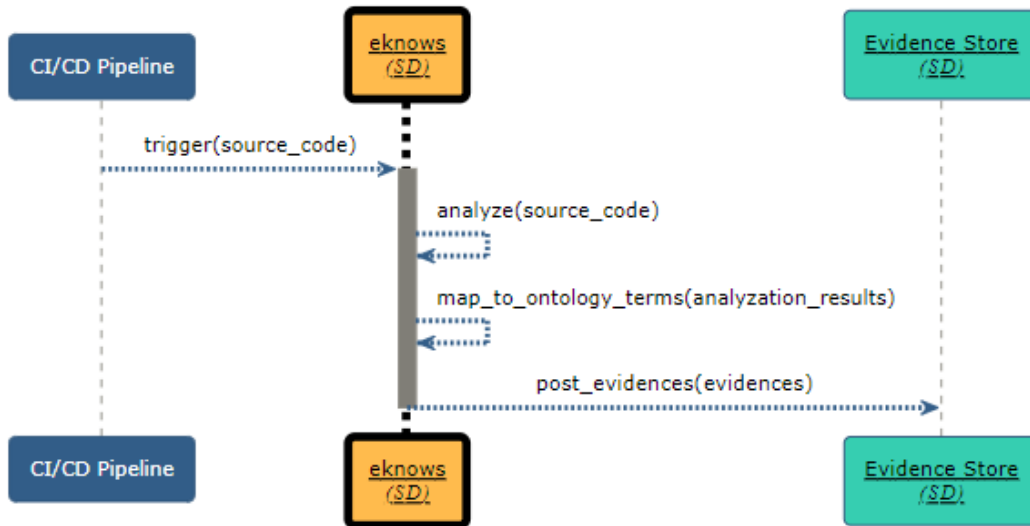 CI/CD Pipeline
eknows
(SD)
Evidence Store
(SD)
trigger(source_code)
analyze(source_code)
map_to_ontology_terms(analyzation_results)
post_evidences(evidences)
CI/CD Pipeline
eknows
(SD)
Evidence Store
(SD)